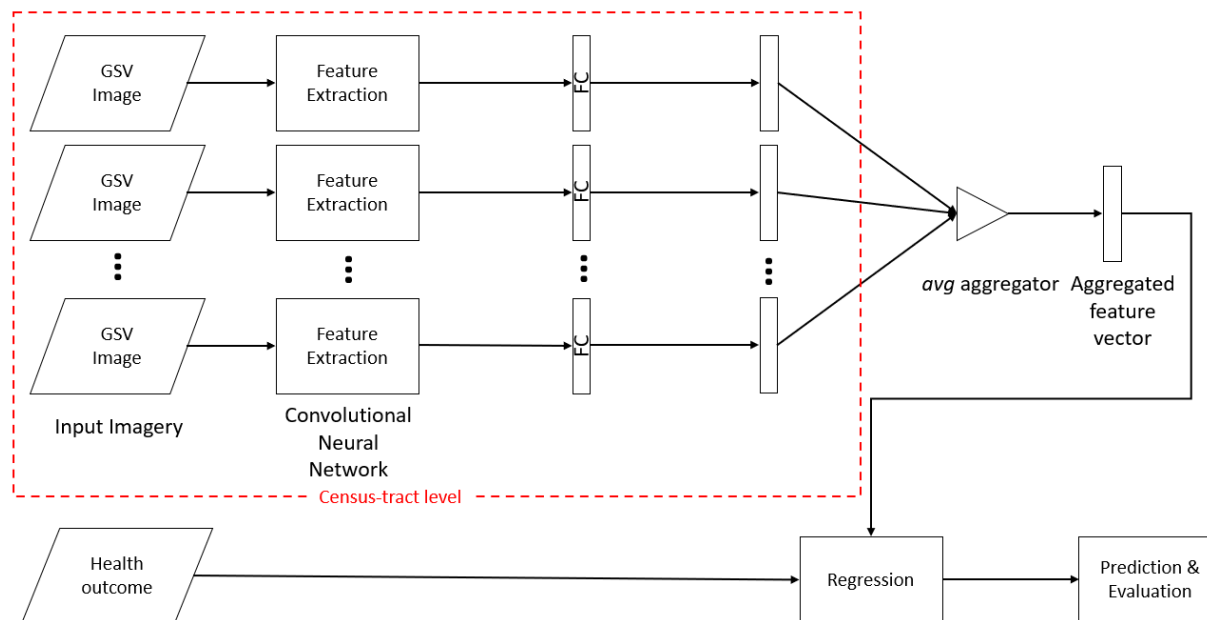 GSV
Image
Feature
Extraction
FC
GSV
Image
Feature
Extraction
FC
GSV
Image
Feature
Extraction
FC
avg aggregator
Aggregated
feature
vector
Input Imagery
Convolutional
Neural
Network
Census-tract level
Health
outcome
Regression
Prediction &
Evaluation